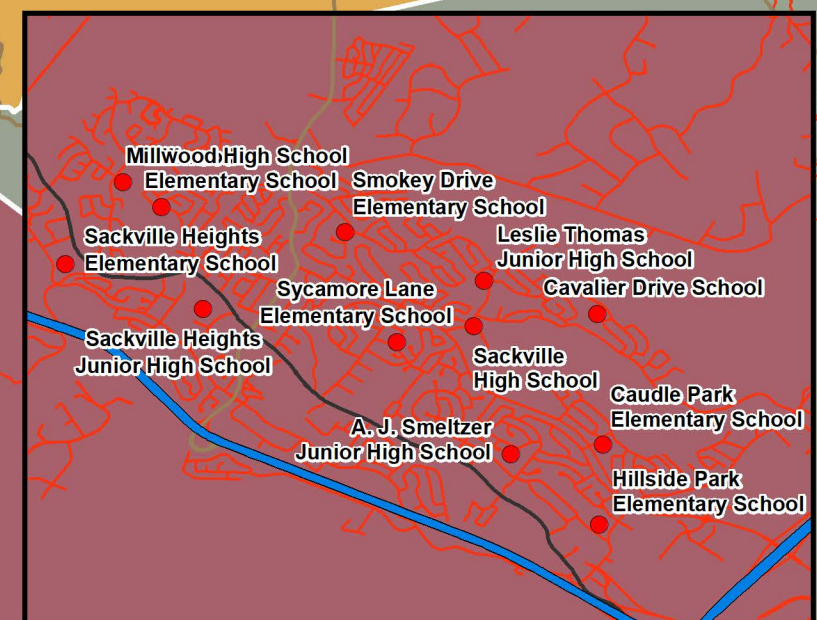 Millwood High School
Elementary School
Smokey Drive
Elementary School
Sackville Heights
Elementary School
Leslie Thomas
Junior High School
Sycamore Lane
Elementary School
Cavalier Drive School
Sackville Heights
Junior High School
Sackville
High School
Caudle Park
Elementary School
A. J. Smeltzer
Junior High School
Hillside Park
Elementary School